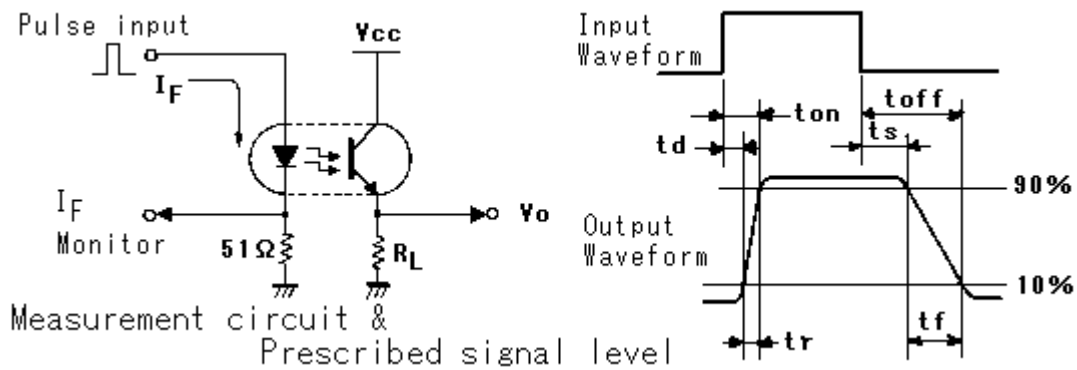 Pulse input
Vcc
IF
IF
Monitor
51Ω
RL
Vo
Measurement circuit &
Prescribed signal level
Input
Waveform
toff
ton
ts
td
90%
Output
Waveform
10%
tr
tf